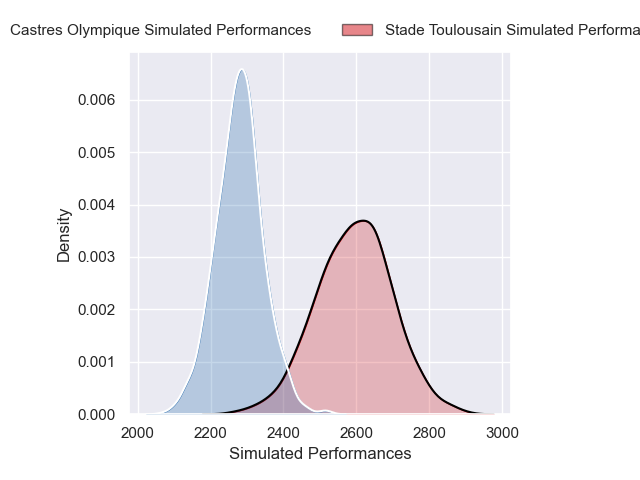 Castres Olympique Simulated Performances
Stade Toulousain Simulated Performa
0.006
0.005
0.004
0.003
0.002
0.001
0.000
Density
2000 2200 2400 2600 2800 3000
Simulated Performances